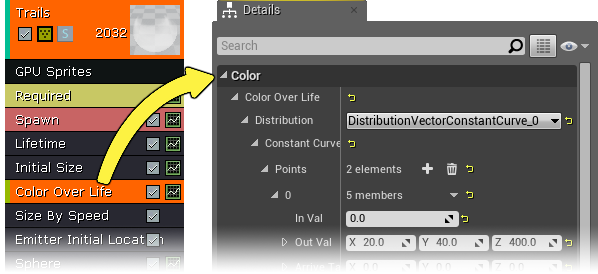 Trails
S 2032
GPU Sprites
Required
Spawn
Lifetime
Initial Size
Color Over Life
Size By Speed
Emitter Initial Location
Sphere
Details
Search
Color
Color Over Life
Distribution DistributionVectorConstantCurve_0
Constant Curve
Points 2 elements
0 5 members
In Val 0.0
Out Val X 20.0 Y 40.0 Z 400.0